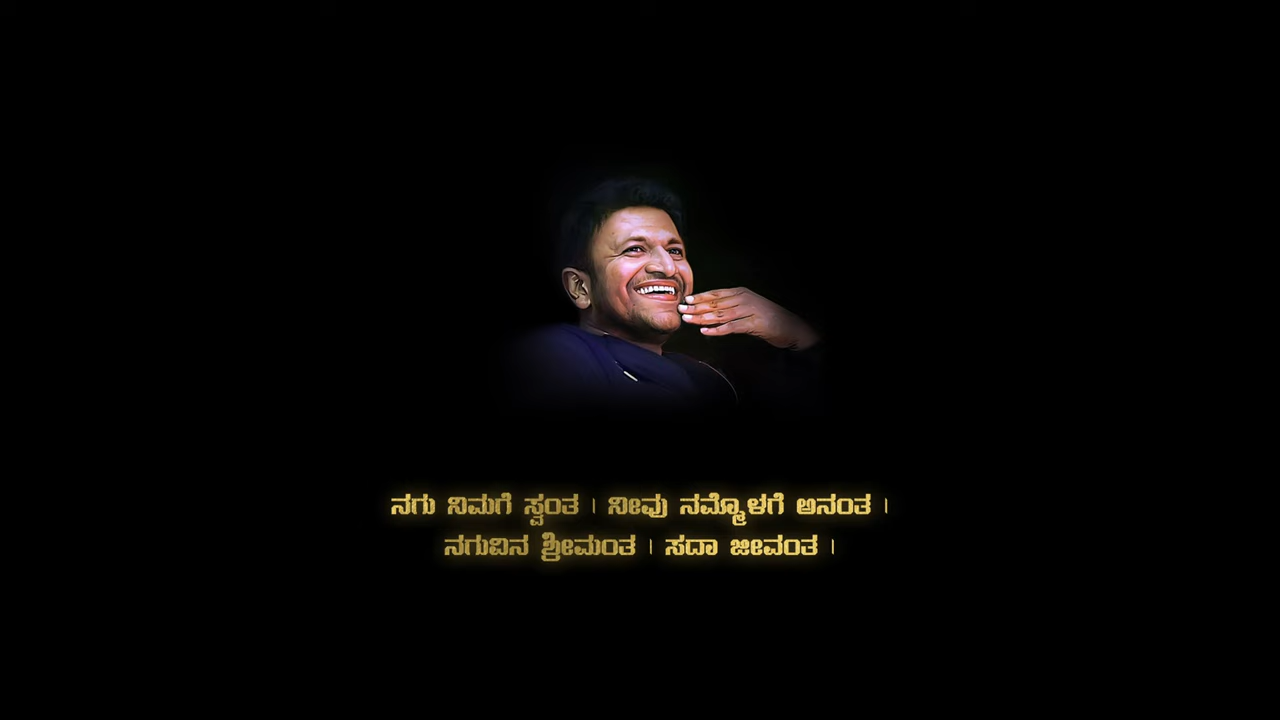 ನಗು ನಿಮಗೆ ಸ್ವಂತ । ನೀವು ನಮ್ಮೊಳಗೆ ಅನಂತ ।
ನಗುವಿನ ಶ್ರೀಮಂತ । ಸದಾ ಜೀವಂತ ।